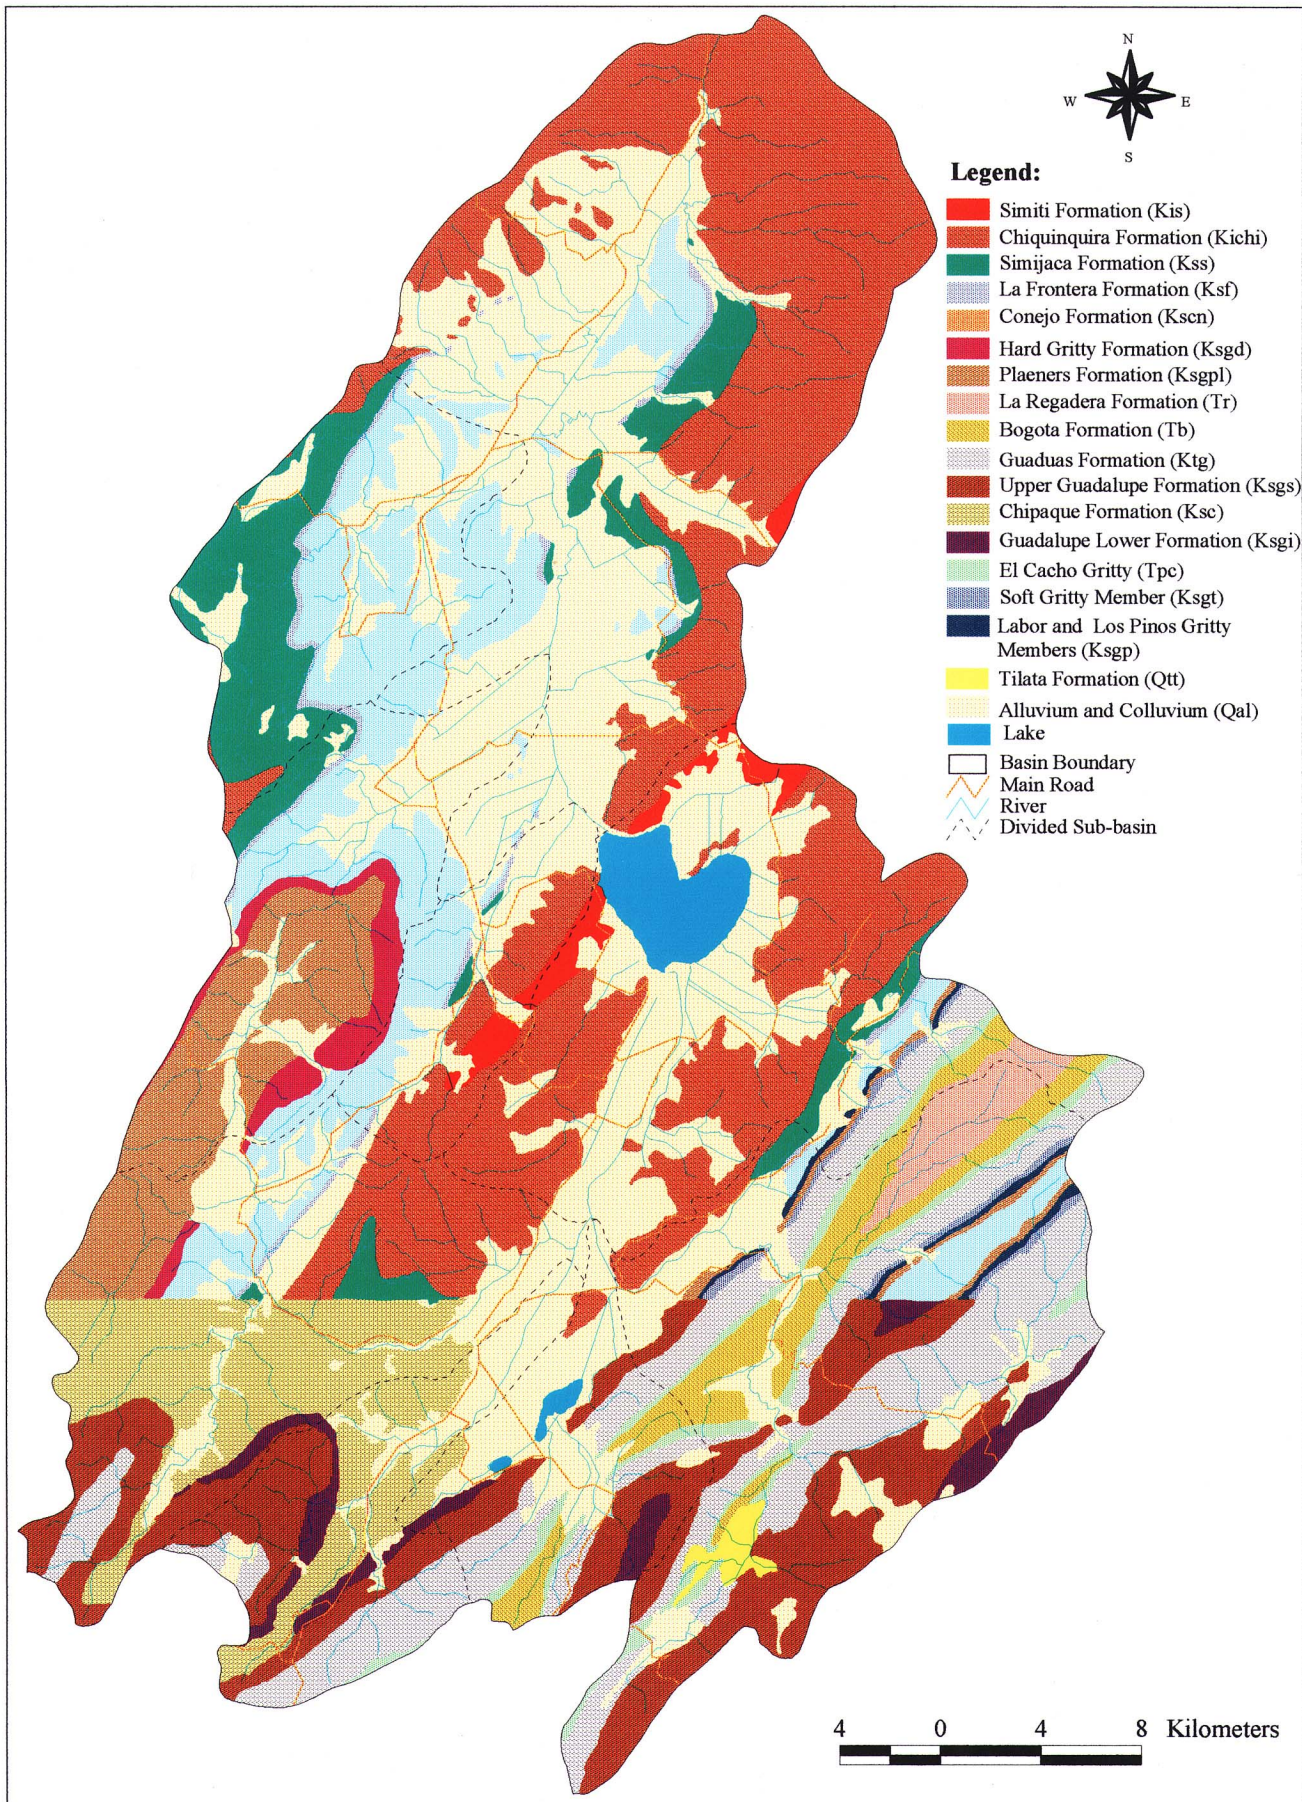 N
W E
S
Legend:
Simiti Formation (Kis)
Chiquinquira Formation (Kichi)
Simijaca Formation (Kss)
La Frontera Formation (Ksf)
Conejo Formation (Kscn)
Hard Gritty Formation (Ksgd)
Plaeners Formation (Ksgpl)
La Regadera Formation (Tr)
Bogota Formation (Tb)
Guaduas Formation (Ktg)
Upper Guadalupe Formation (Ksgs)
Chipaque Formation (Ksc)
Guadalupe Lower Formation (Ksgi)
El Cacho Gritty (Tpc)
Soft Gritty Member (Ksgt)
Labor and Los Pinos Gritty
Members (Ksgp)
Tilata Formation (Qtt)
Alluvium and Colluvium (Qal)
Lake
Basin Boundary
Main Road
River
Divided Sub-basin
4 0 4 8 Kilometers